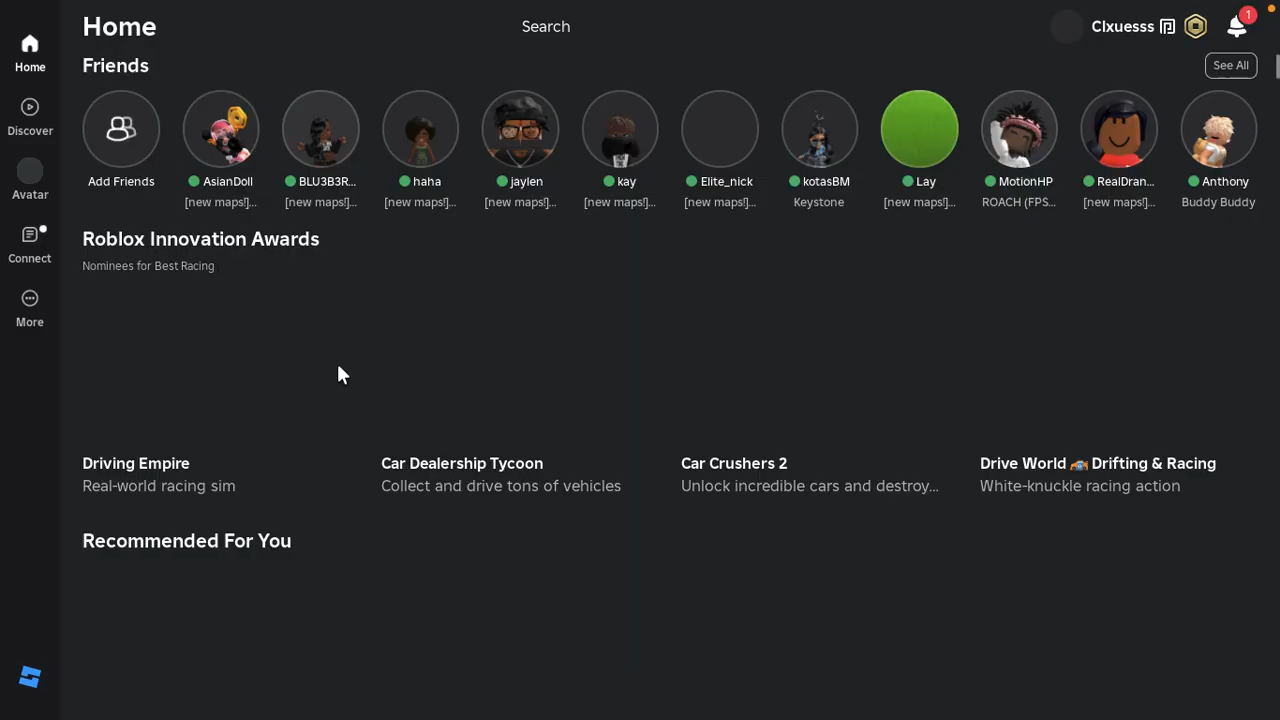 Home
Search
Clxuesss
1
Friends
See All
Home
Discover
Avatar
Connect
More
Add Friends
AsianDoll
BLU3B3R...
haha
jaylen
kay
Elite_nick
kotasBM
Lay
MotionHP
RealDran...
Anthony
[new maps!]...
[new maps!]...
[new maps!]...
[new maps!]...
[new maps!]...
[new maps!]...
Keystone
[new maps!]...
ROACH (FPS...
[new maps!]...
Buddy Buddy
Roblox Innovation Awards
Nominees for Best Racing
Driving Empire
Real-world racing sim
Car Dealership Tycoon
Collect and drive tons of vehicles
Car Crushers 2
Unlock incredible cars and destroy...
Drive World 🚗 Drifting & Racing
White-knuckle racing action
Recommended For You